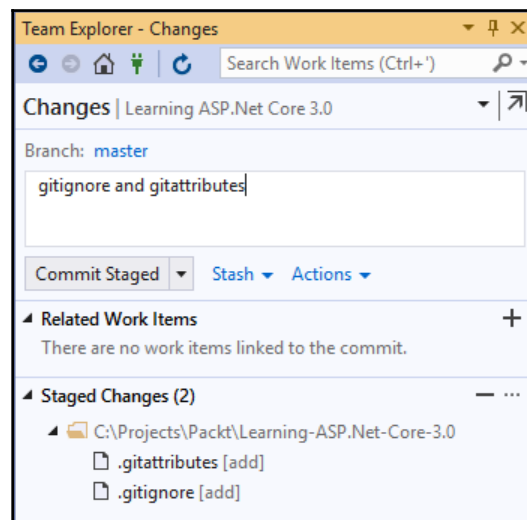 Team Explorer - Changes
Search Work Items (Ctrl+')
Changes | Learning ASP.Net Core 3.0
Branch: master
gitignore and gitattributes
Commit Staged Stash Actions
Related Work Items
There are no work items linked to the commit.
Staged Changes (2)
C:\Projects\Packt\Learning-ASP.Net-Core-3.0
.gitattributes [add]
.gitignore [add]